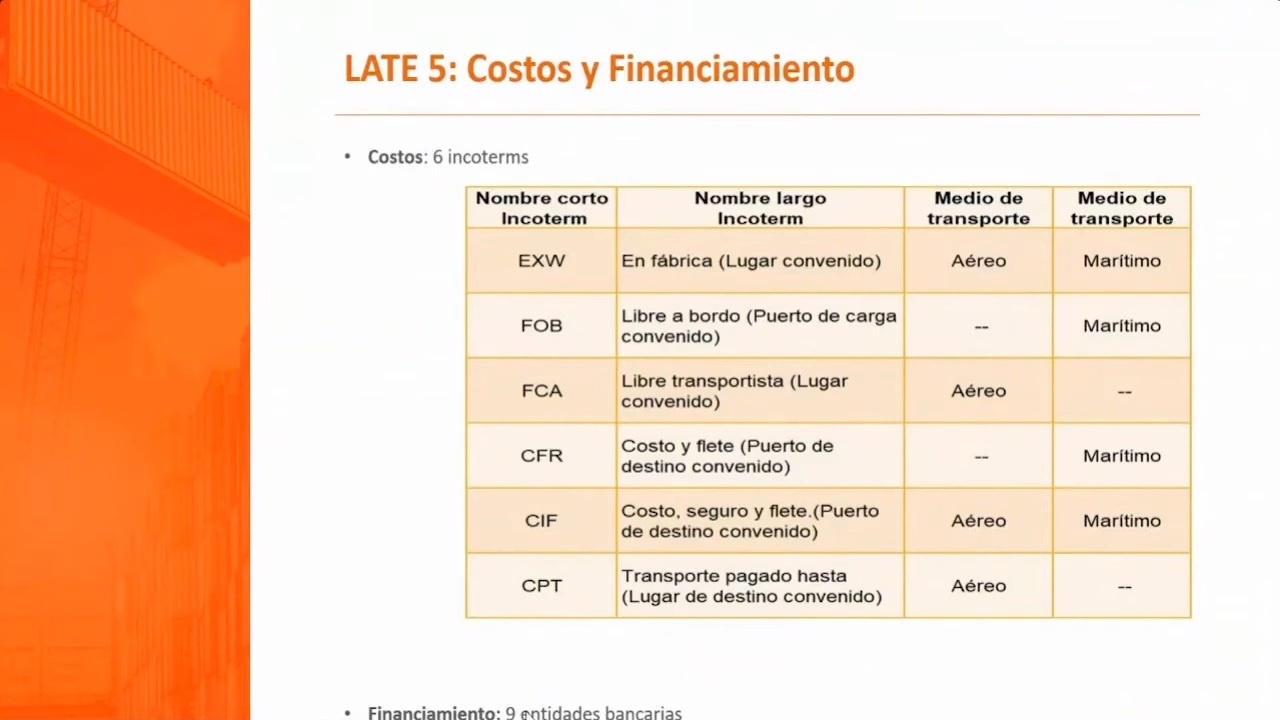 LATE 5: Costos y Financiamiento
• Costos: 6 incoterms
Nombre corto Incoterm | Nombre largo Incoterm | Medio de transporte | Medio de transporte
EXW | En fábrica (Lugar convenido) | Aéreo | Marítimo
FOB | Libre a bordo (Puerto de carga convenido) | -- | Marítimo
FCA | Libre transportista (Lugar convenido) | Aéreo | --
CFR | Costo y flete (Puerto de destino convenido) | -- | Marítimo
CIF | Costo, seguro y flete.(Puerto de destino convenido) | Aéreo | Marítimo
CPT | Transporte pagado hasta (Lugar de destino convenido) | Aéreo | --
• Financiamiento: 9 entidades bancarias